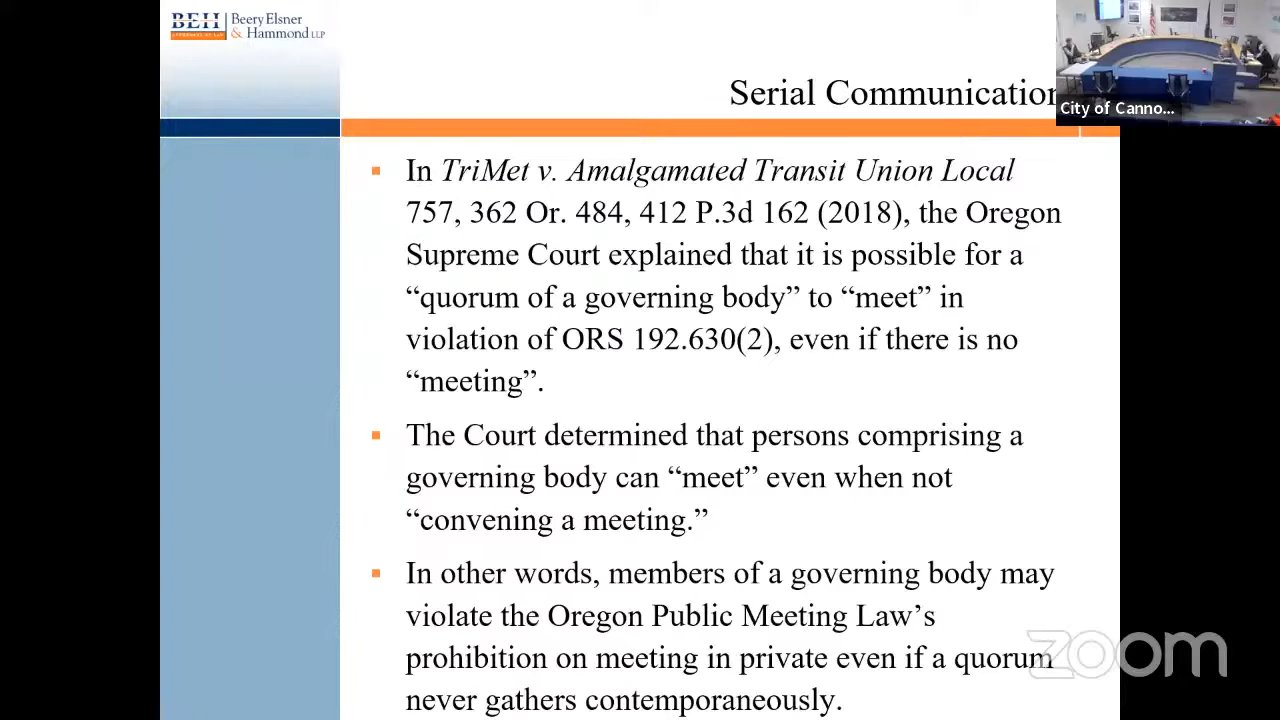 BEH
Beery Elsner
& Hammond LLP
Serial Communication
City of Canno...
▪ In TriMet v. Amalgamated Transit Union Local
757, 362 Or. 484, 412 P.3d 162 (2018), the Oregon
Supreme Court explained that it is possible for a
“quorum of a governing body” to “meet” in
violation of ORS 192.630(2), even if there is no
“meeting”.
▪ The Court determined that persons comprising a
governing body can “meet” even when not
“convening a meeting.”
▪ In other words, members of a governing body may
violate the Oregon Public Meeting Law’s
prohibition on meeting in private even if a quorum
never gathers contemporaneously.
zoom